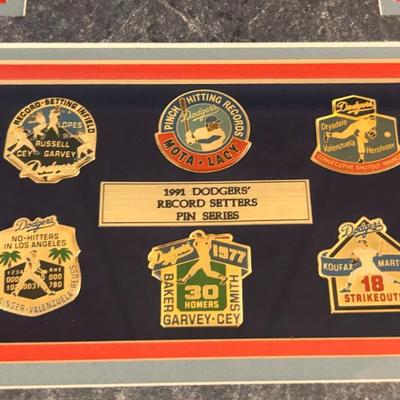 RECORD-SETTING INFIELD
LOPES
RUSSELL
CEY GARVEY
Dodgers
PINCH HITTING RECORDS
Dodgers
MOTA • LACY
Dodgers
Drysdale
Valenzuela
Hershiser
CONSECUTIVE SHUTOUT INNINGS
1991 DODGERS'
RECORD SETTERS
PIN SERIES
Dodgers
NO-HITTERS
IN LOS ANGELES
VALENZUELA
Dodgers
1977
30
HOMERS
BAKER
GARVEY • CEY
SMITH
Dodgers
KOUFAX
18
STRIKEOUTS